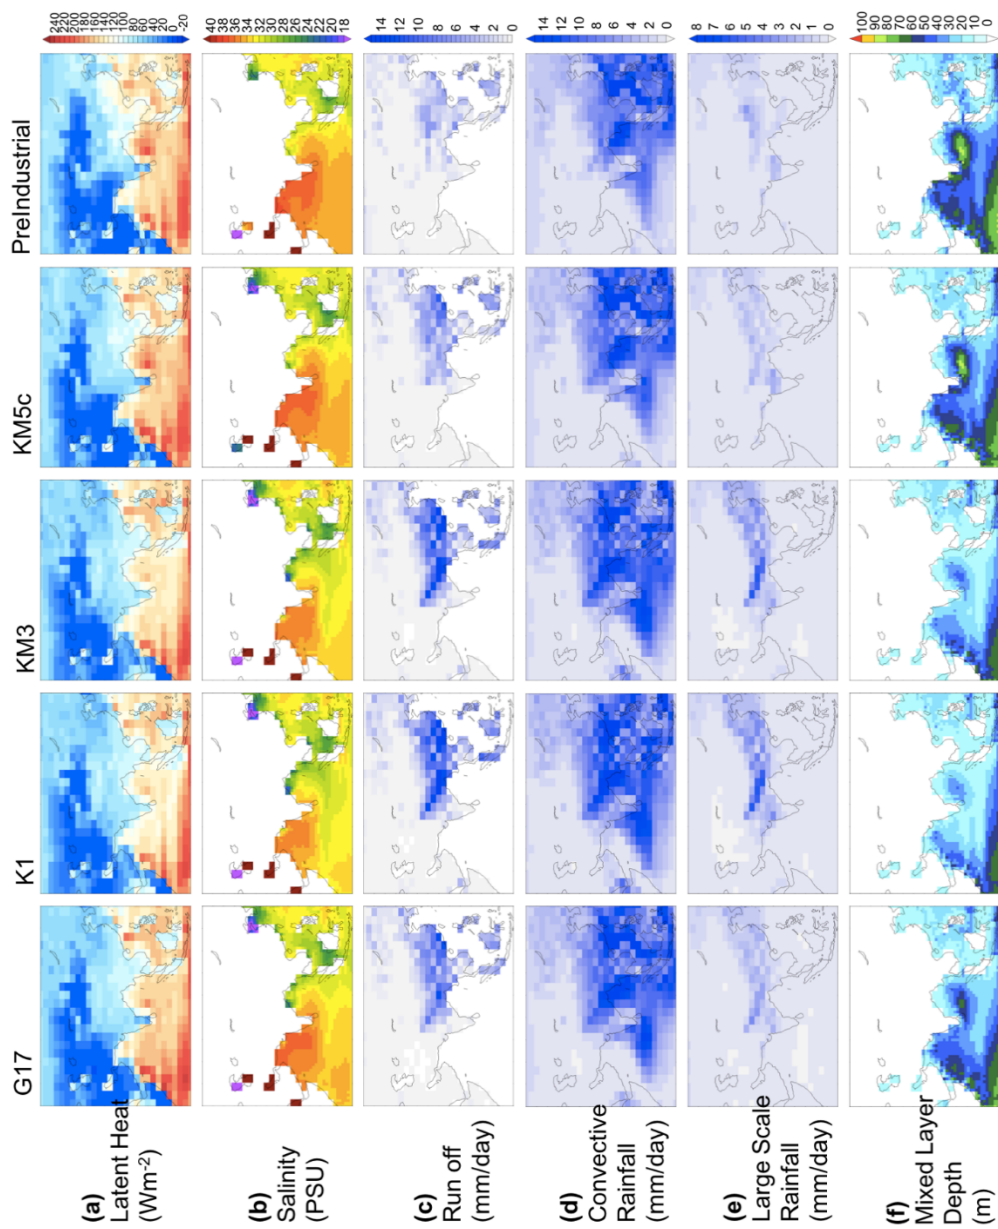 G17
K1
KM3
KM5c
PreIndustrial
(a)
Latent Heat
(Wm-2)
240
220
200
180
160
140
120
100
80
60
40
20
0
-20
(b)
Salinity
(PSU)
40
38
36
34
32
30
28
26
24
22
20
18
(c)
Run off
(mm/day)
14
12
10
8
6
4
2
0
(d)
Convective
Rainfall
(mm/day)
14
12
10
8
6
4
2
0
(e)
Large Scale
Rainfall
(mm/day)
8
7
6
5
4
3
2
1
0
(f)
Mixed Layer
Depth
(m)
100
90
80
70
60
50
40
30
20
10
0